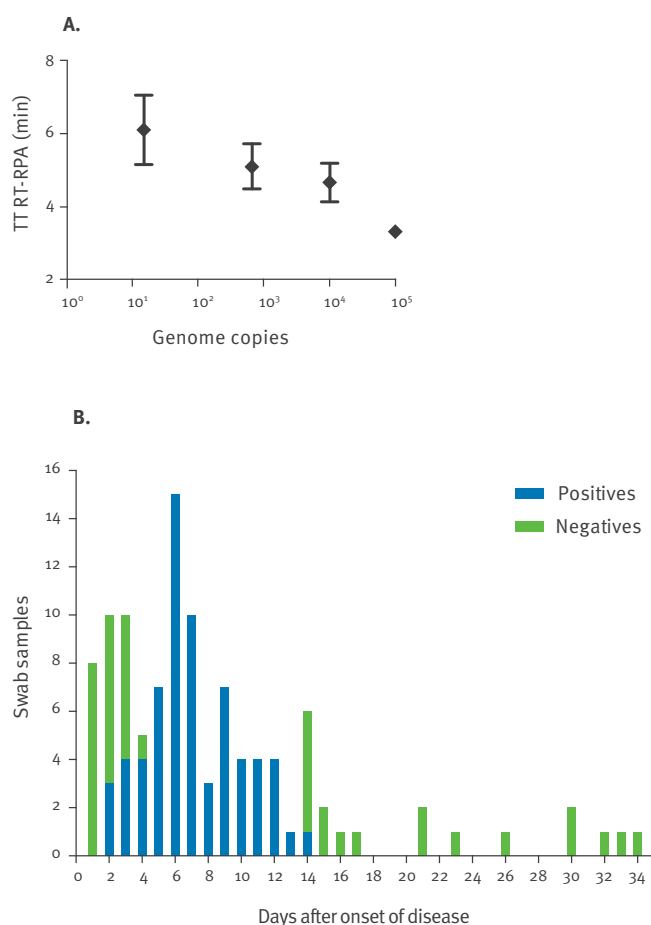 A.
8
6
4
2
TT RT-RPA (min)
10⁰ 10¹ 10² 10³ 10⁴ 10⁵
Genome copies
B.
16
14
12
10
8
6
4
2
0
Swab samples
Positives
Negatives
0 2 4 6 8 10 12 14 16 18 20 22 24 26 28 30 32 34
Days after onset of disease